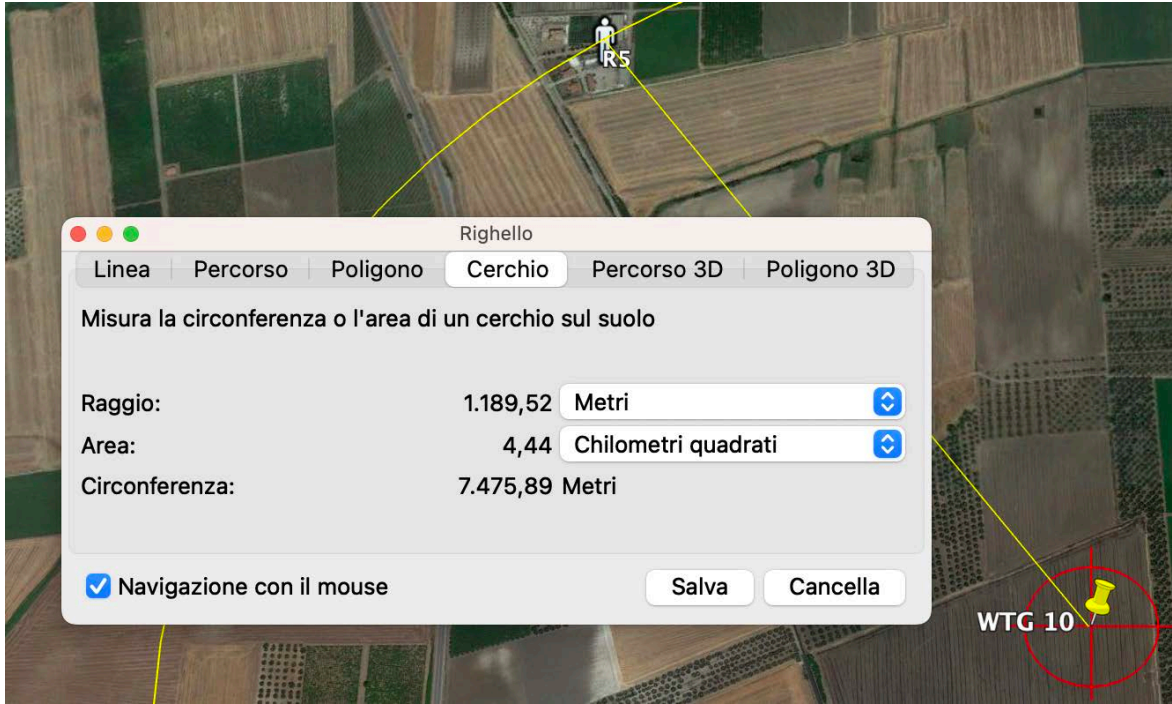 R5
Righello
Linea Percorso Poligono Cerchio Percorso 3D Poligono 3D
Misura la circonferenza o l'area di un cerchio sul suolo
Raggio: 1.189,52 Metri
Area: 4,44 Chilometri quadrati
Circonferenza: 7.475,89 Metri
Navigazione con il mouse Salva Cancella
WTG 10